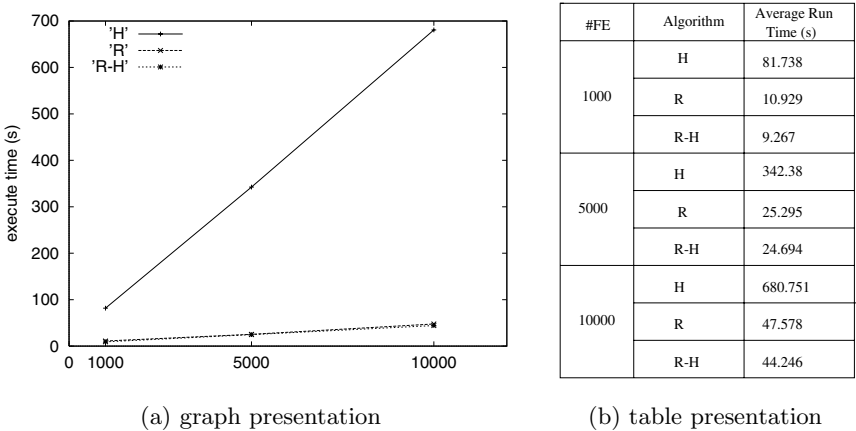 700
600
500
400
300
200
100
0
execute time (s)
'H'
'R'
'R-H'
0 1000 5000 10000
(a) graph presentation
#FE Algorithm Average Run Time (s)
1000 H 81.738
R 10.929
R-H 9.267
5000 H 342.38
R 25.295
R-H 24.694
10000 H 680.751
R 47.578
R-H 44.246
(b) table presentation